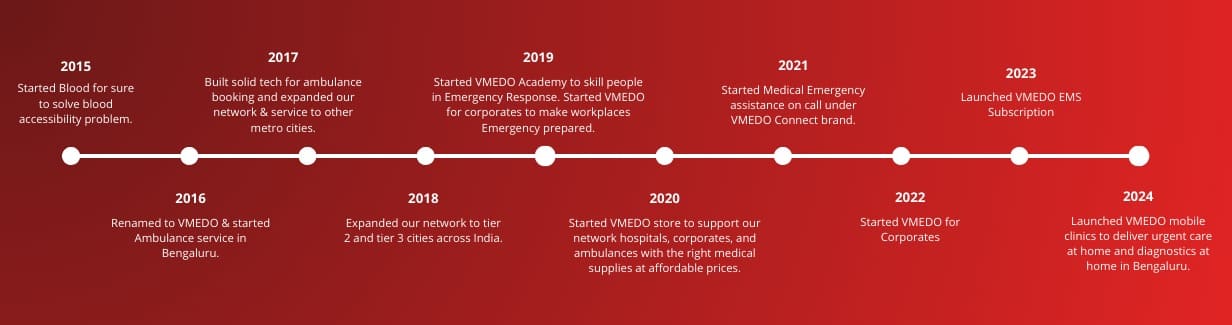 2015
Started Blood for sure
to solve blood
accessibility problem.
2016
Renamed to VMEDO & started
Ambulance service in
Bengaluru.
2017
Built solid tech for ambulance
booking and expanded our
network & service to other
metro cities.
2018
Expanded our network to tier
2 and tier 3 cities across India.
2019
Started VMEDO Academy to skill people
in Emergency Response. Started VMEDO
for corporates to make workplaces
Emergency prepared.
2020
Started VMEDO store to support our
network hospitals, corporates, and
ambulances with the right medical
supplies at affordable prices.
2021
Started Medical Emergency
assistance on call under
VMEDO Connect brand.
2022
Started VMEDO for
Corporates
2023
Launched VMEDO EMS
Subscription
2024
Launched VMEDO mobile
clinics to deliver urgent care
at home and diagnostics at
home in Bengaluru.